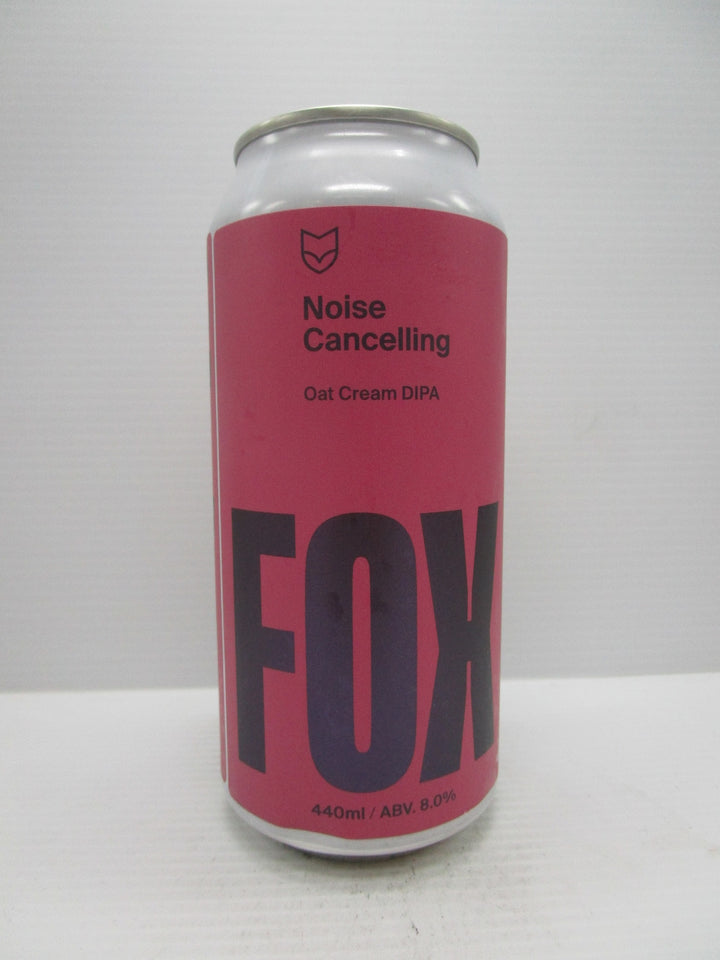 Noise
Cancelling
Oat Cream DIPA
FOX
440ml / ABV. 8.0%